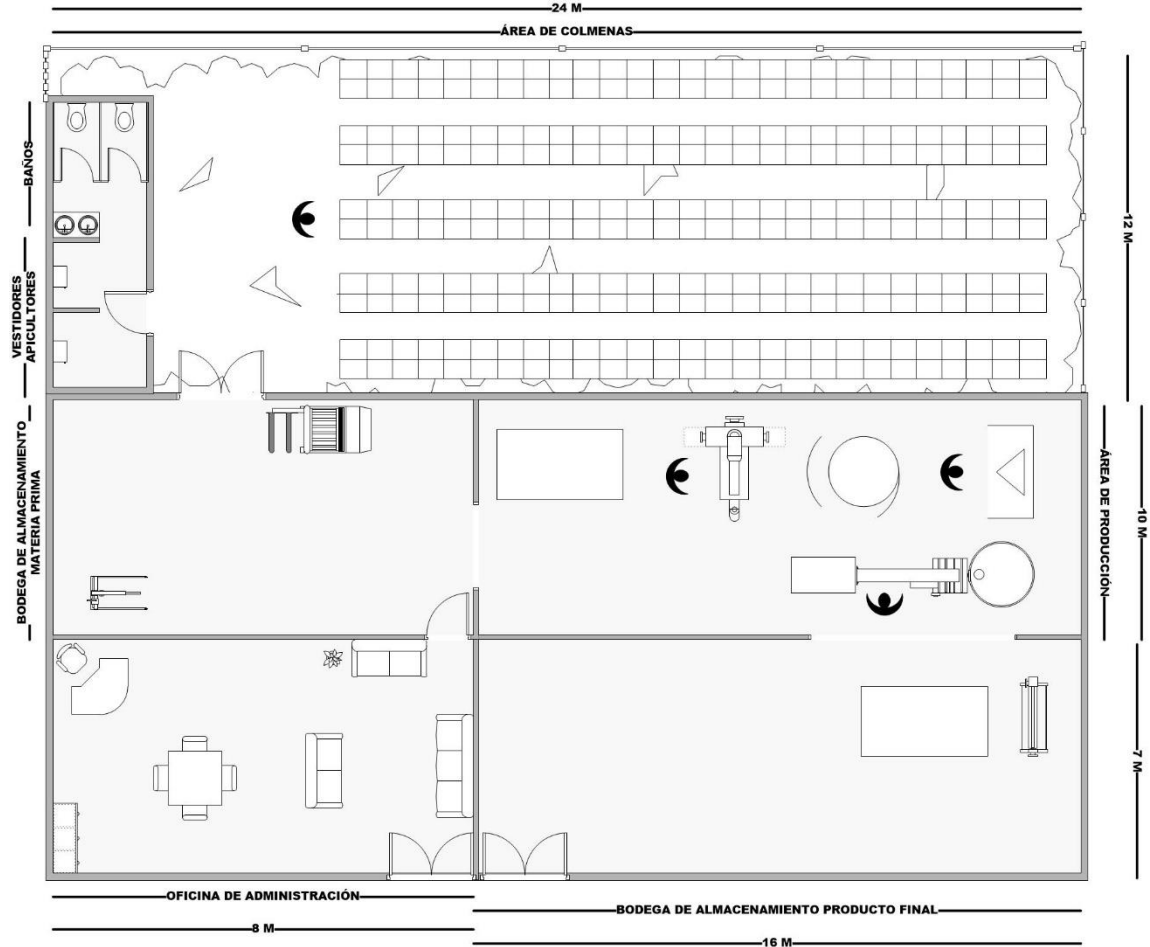 24 M
ÁREA DE COLMENAS
BAÑOS
VESTIDORES
APICULTORES
BODEGA DE ALMACENAMIENTO
MATERIA PRIMA
12 M
ÁREA DE PRODUCCIÓN
10 M
7 M
OFICINA DE ADMINISTRACIÓN
BODEGA DE ALMACENAMIENTO PRODUCTO FINAL
8 M
16 M